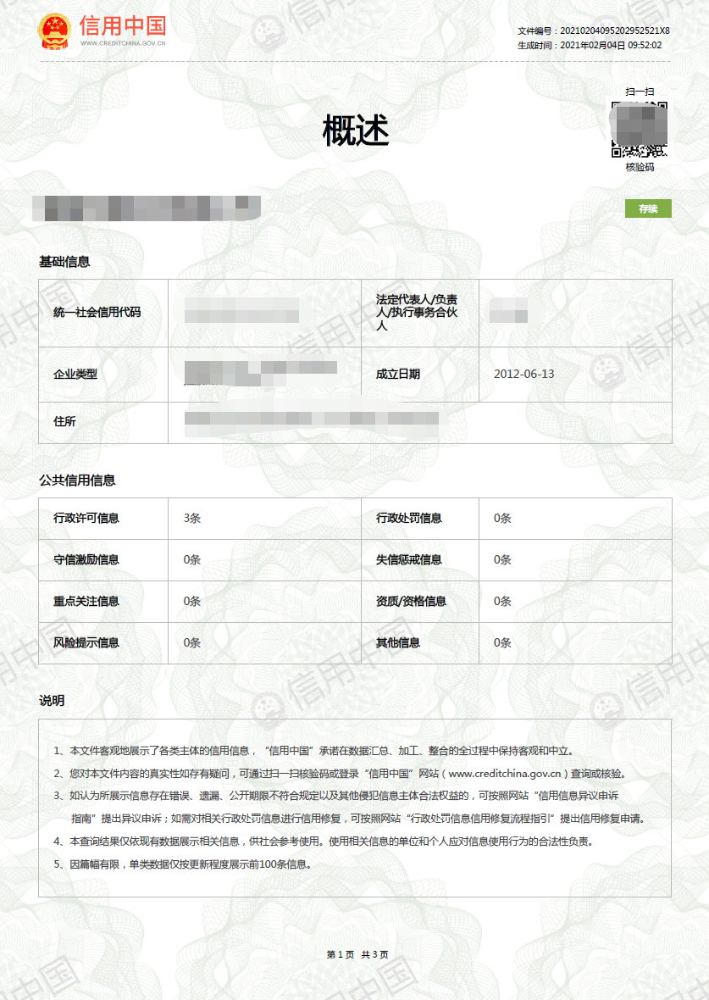 信用中国
WWW.CREDITCHINA.GOV.CN
文件编号：20210204095202952521X8
生成时间：2021年02月04日 09:52:02
扫一扫
概述
核验码
存续
基础信息
统一社会信用代码
法定代表人/负责人/执行事务合伙人
企业类型
成立日期 2012-06-13
住所
公共信用信息
行政许可信息 3条 行政处罚信息 0条
守信激励信息 0条 失信惩戒信息 0条
重点关注信息 0条 资质/资格信息 0条
风险提示信息 0条 其他信息 0条
说明
1、本文件客观地展示了各类主体的信用信息，“信用中国”承诺在数据汇总、加工、整合的全过程中保持客观和中立。
2、您对本文件内容的真实性如存有疑问，可通过扫一扫核验码或登录“信用中国”网站（www.creditchina.gov.cn）查询或核验。
3、如认为所展示信息存在错误、遗漏、公开期限不符合规定以及其他侵犯信息主体合法权益的，可按照网站“信用信息异议申诉
指南”提出异议申诉；如需对相关行政处罚信息进行信用修复，可按照网站“行政处罚信息信用修复流程指引”提出信用修复申请。
4、本查询结果仅依现有数据展示相关信息，供社会参考使用。使用相关信息的单位和个人应对信息使用行为的合法性负责。
5、因篇幅有限，单类数据仅按更新程度展示前100条信息。
第 1 页 共 3 页